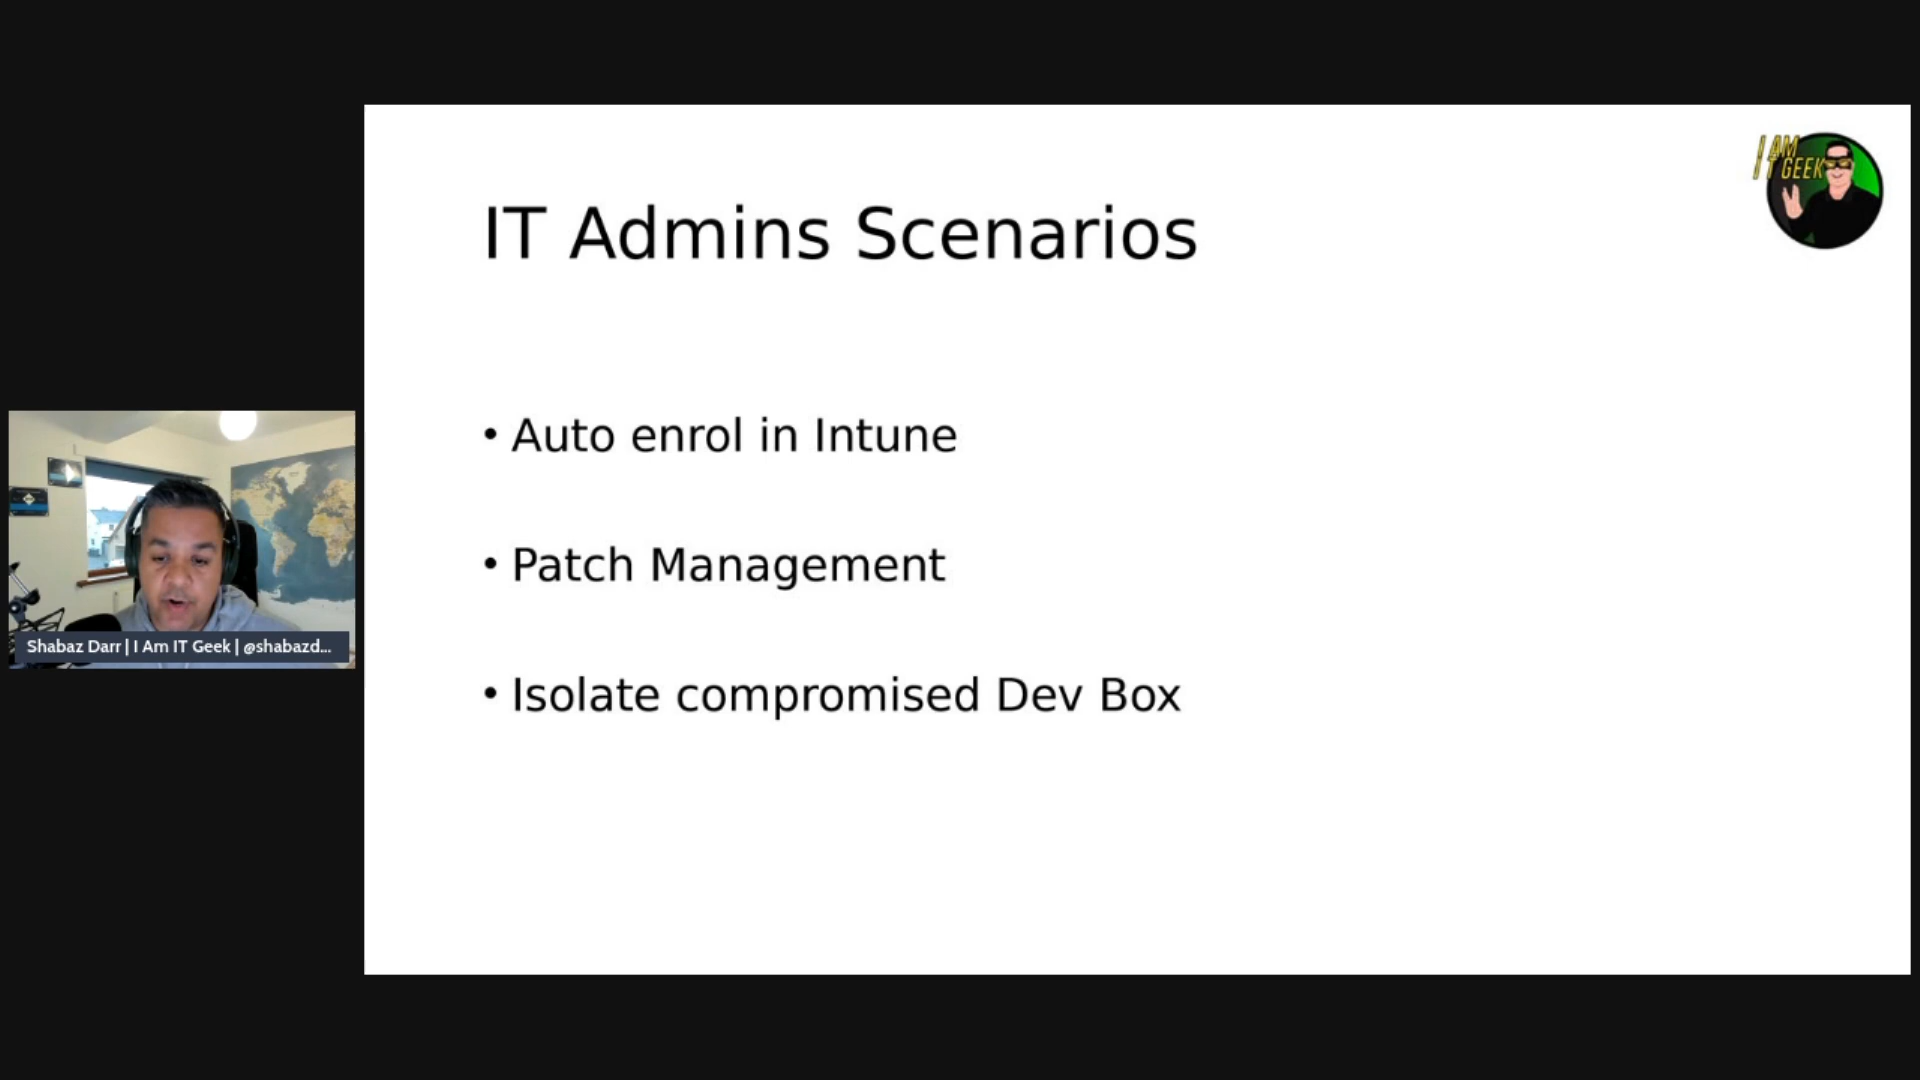 I AM
IT GEEK
IT Admins Scenarios
• Auto enrol in Intune
• Patch Management
• Isolate compromised Dev Box
Shabaz Darr | I Am IT Geek | @shabazd...